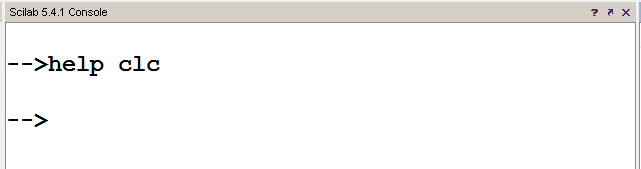 Scilab 5.4.1 Console
-->help clc
-->